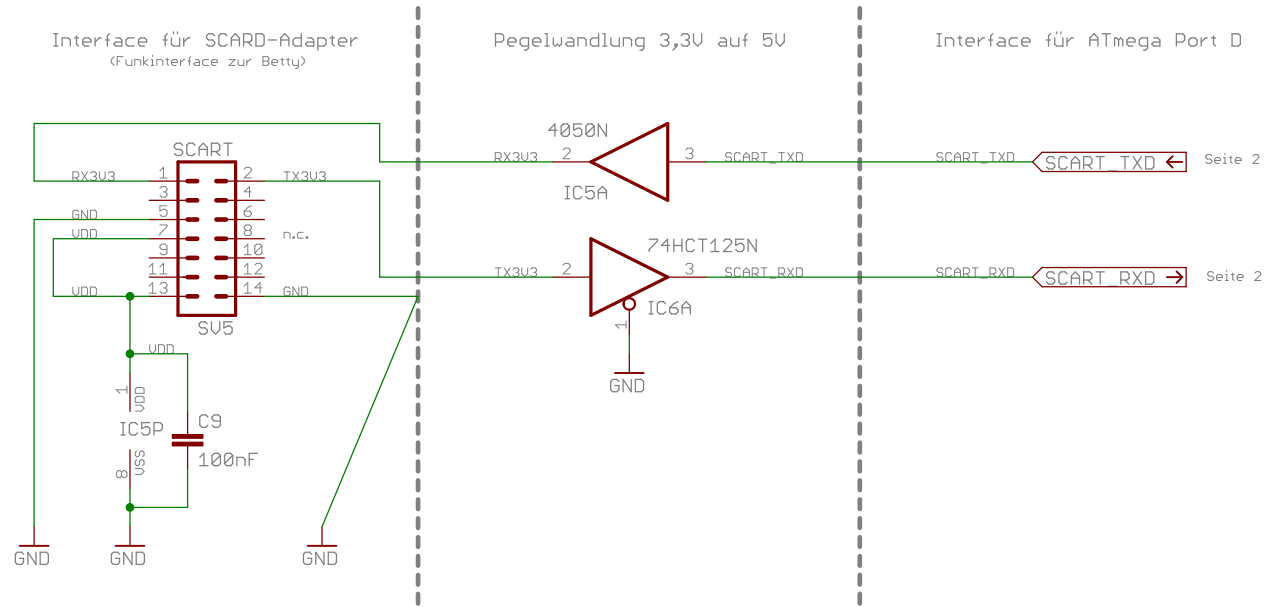 Interface für SCARD-Adapter
(Funkinterface zur Betty)
Pegelwandlung 3,3V auf 5V
Interface für ATmega Port D
SCART
RX3V3 1 2 TX3V3
3 4
GND 5 6
VDD 7 8 n.c.
9 10
11 12
VDD 13 14 GND
SV5
VDD
1 VDD
IC5P
8 VSS
C9
100nF
GND
GND
GND
4050N
RX3V3 2 3 SCART_TXD
IC5A
74HCT125N
TX3V3 2 3 SCART_RXD
IC6A
1
GND
SCART_TXD SCART_TXD Seite 2
SCART_RXD SCART_RXD Seite 2